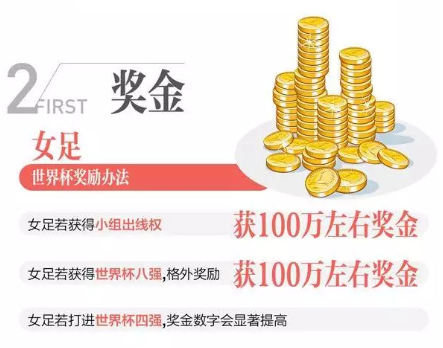 2 FIRST 奖金
女足
世界杯奖励办法
女足若获得小组出线权 获100万左右奖金
女足若获得世界杯八强,格外奖励 获100万左右奖金
女足若打进世界杯四强,奖金数字会显著提高